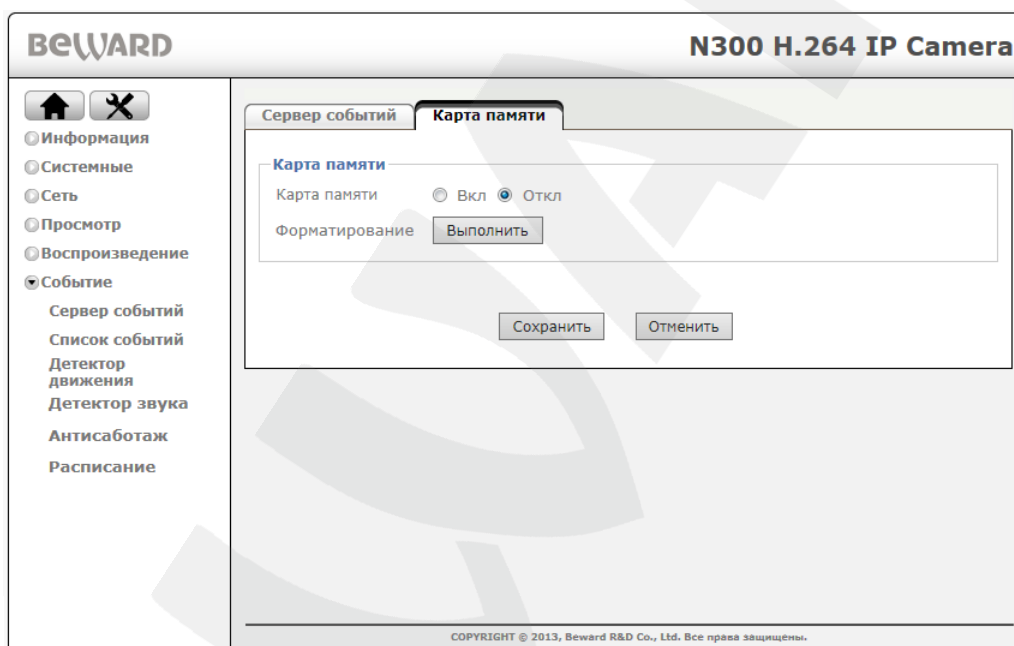 BEWARD
N300 H.264 IP Camera
Информация
Системные
Сеть
Просмотр
Воспроизведение
Событие
Сервер событий
Список событий
Детектор
движения
Детектор звука
Антисаботаж
Расписание
Сервер событий Карта памяти
Карта памяти
Карта памяти Вкл Откл
Форматирование Выполнить
Сохранить Отменить
COPYRIGHT © 2013, Beward R&D Co., Ltd. Все права защищены.